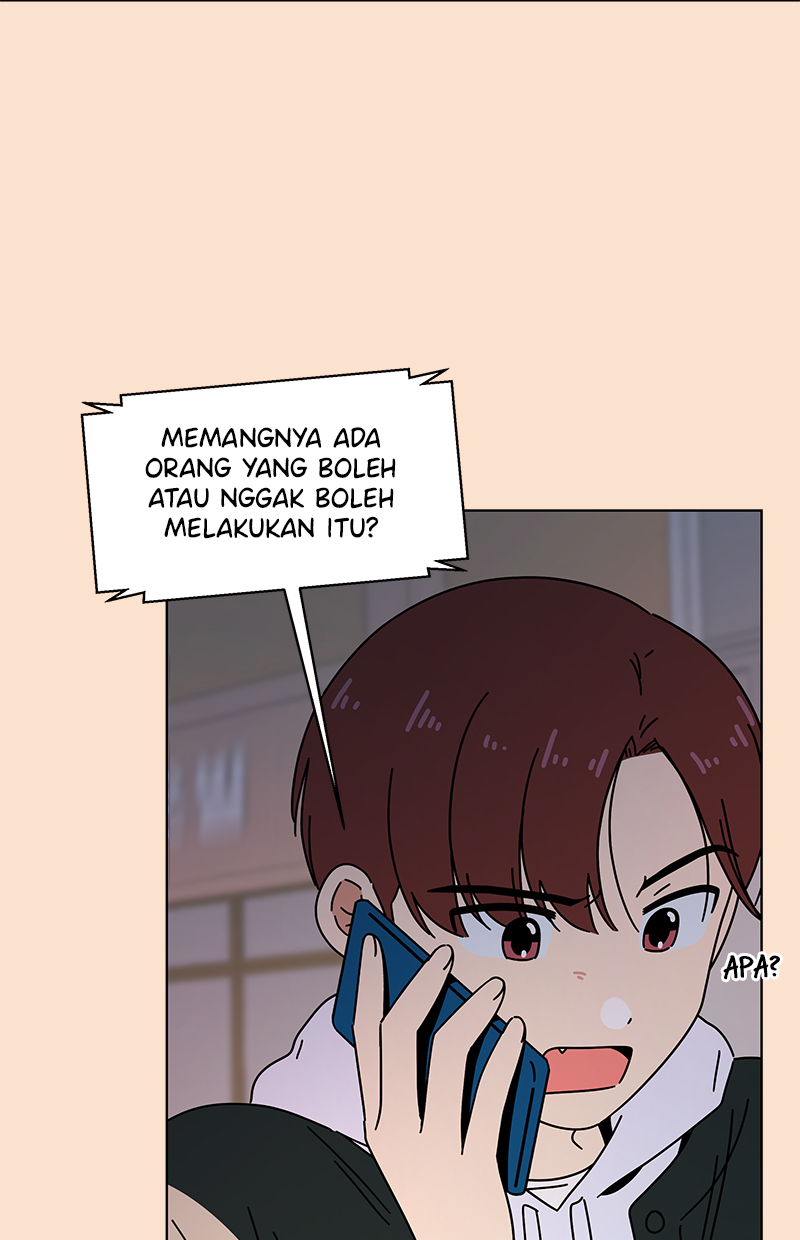 MEMANGNYA ADA
ORANG YANG BOLEH
ATAU NGGAK BOLEH
MELAKUKAN ITU?
APA?